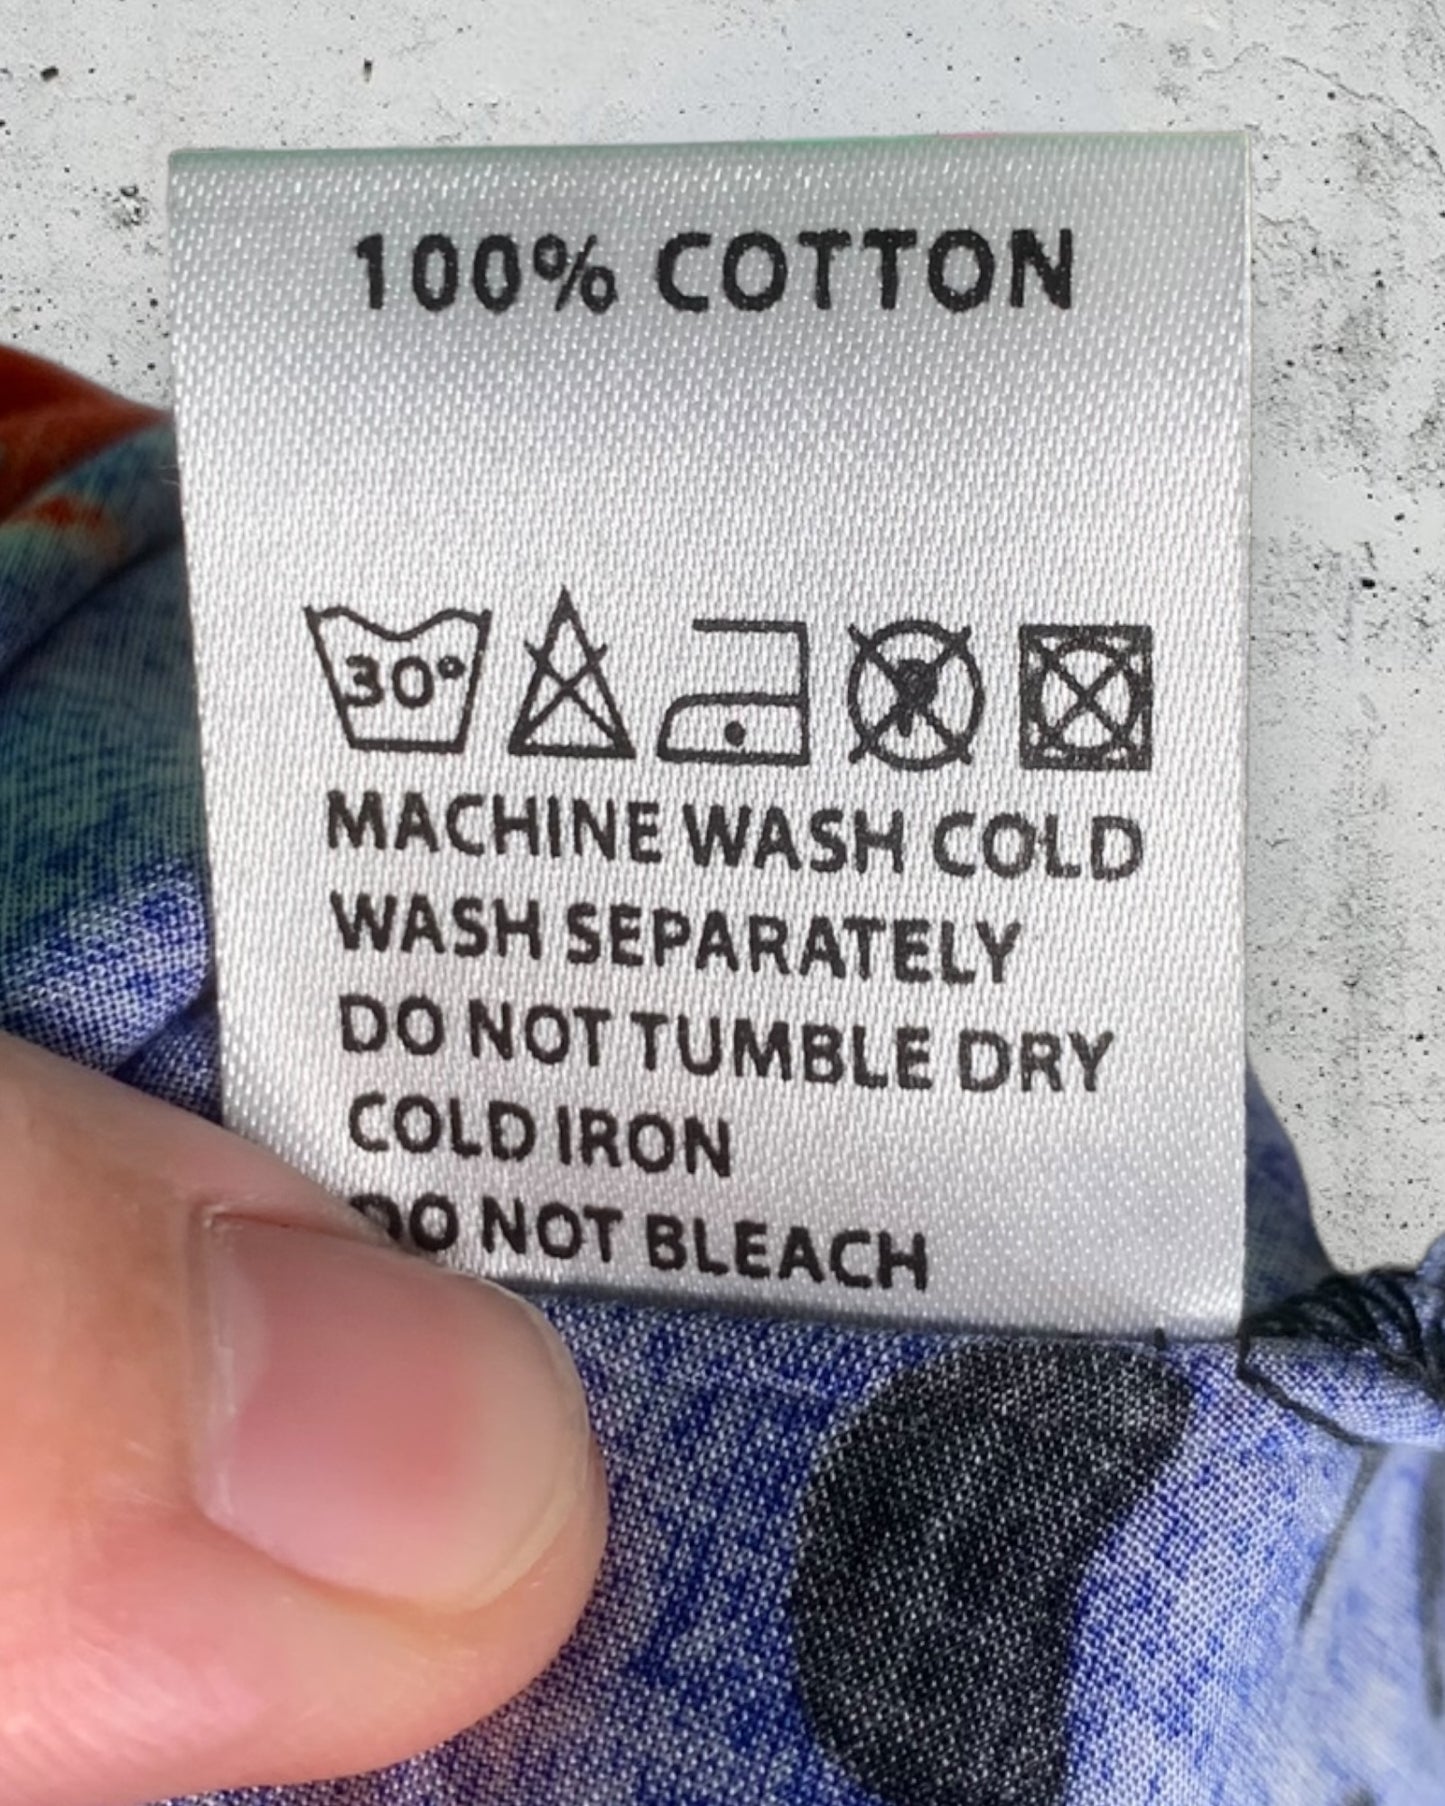 100% COTTON
30°
MACHINE WASH COLD
WASH SEPARATELY
DO NOT TUMBLE DRY
COLD IRON
DO NOT BLEACH